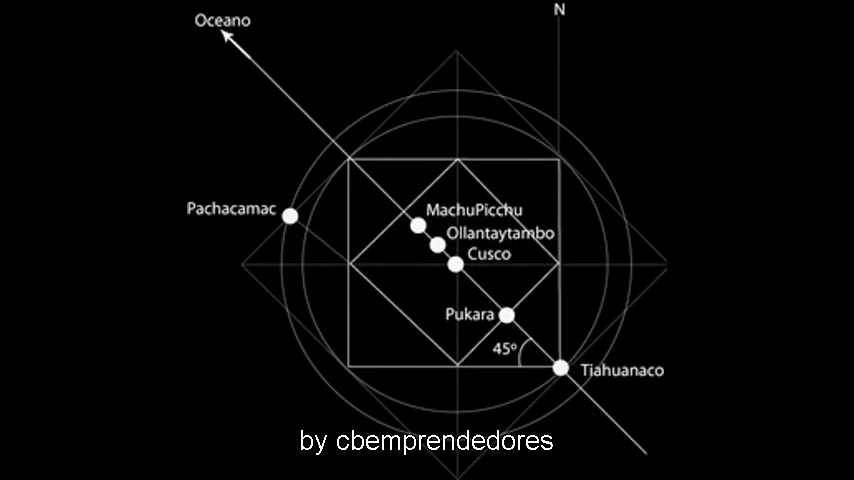 N
Oceano
Pachacamac
MachuPicchu
Ollantaytambo
Cusco
Pukara
45º
Tiahuanaco
by cbemprendedores